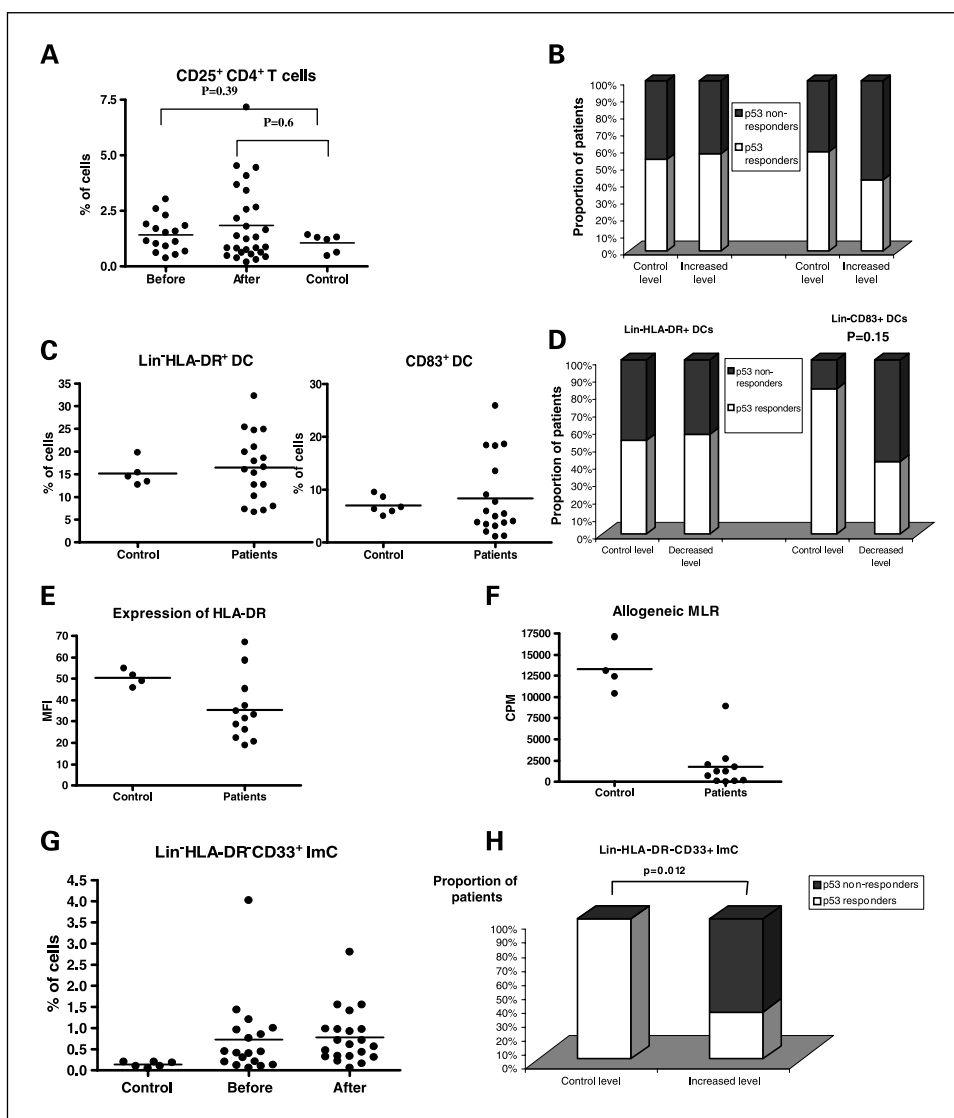 A
CD25+ CD4+ T cells
P=0.39
P=0.6
% of cells
7.5
5.0
2.5
0.0
Before
After
Control
B
Proportion of patients
100%
90%
80%
70%
60%
50%
40%
30%
20%
10%
0%
p53 non-
responders
p53 responders
Control
level
Increased
level
Control
level
Increased
level
C
Lin-HLA-DR+ DC
% of cells
35
30
25
20
15
10
5
0
Control
Patients
CD83+ DC
% of cells
30
20
10
0
Control
Patients
D
Lin-HLA-DR+ DCs
Lin-CD83+ DCs
P=0.15
Proportion of patients
100%
90%
80%
70%
60%
50%
40%
30%
20%
10%
0%
p53 non-
responders
p53 responders
Control level
Decreased
level
Control level
Decreased
level
E
Expression of HLA-DR
MFI
70
60
50
40
30
20
10
0
Control
Patients
F
Allogeneic MLR
CPM
17500
15000
12500
10000
7500
5000
2500
0
Control
Patients
G
Lin-HLA-DR-CD33+ ImC
% of cells
4.5
4.0
3.5
3.0
2.5
2.0
1.5
1.0
0.5
0.0
Control
Before
After
H
Lin-HLA-DR-CD33+ ImC
p=0.012
Proportion of
patients
p53 non-responders
p53 responders
100%
90%
80%
70%
60%
50%
40%
30%
20%
10%
0%
Control level
Increased level